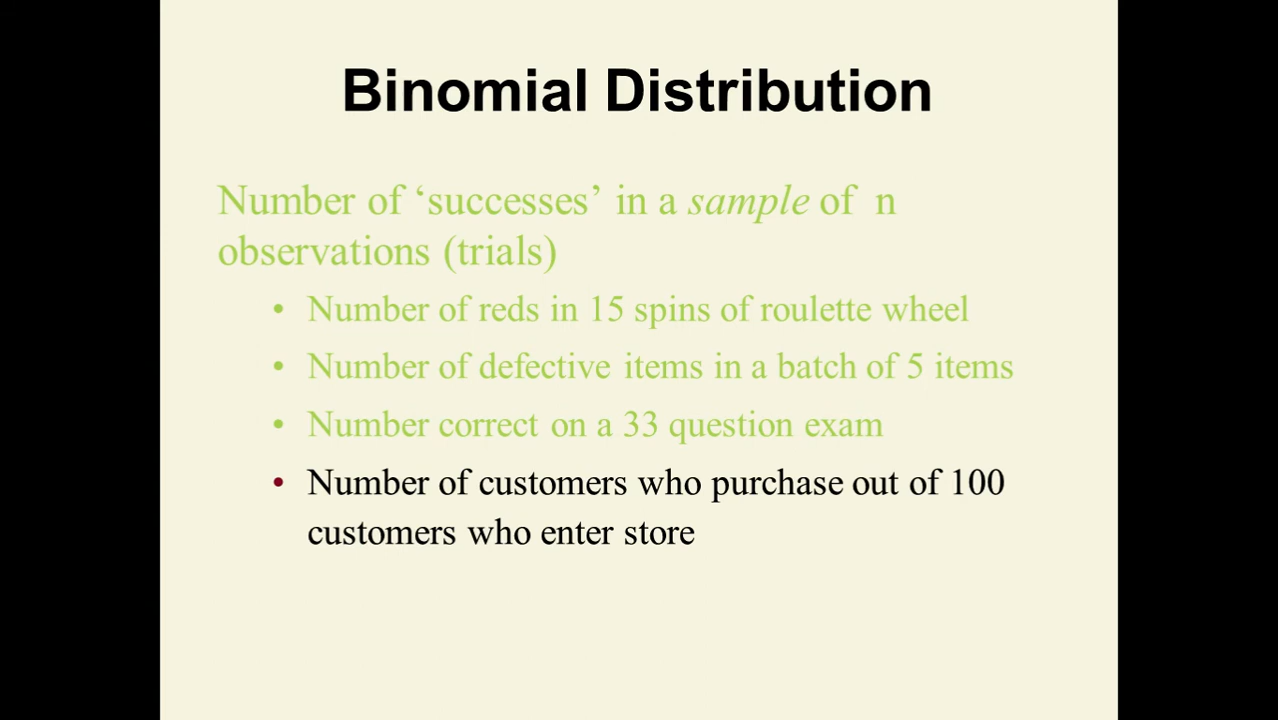 Binomial Distribution
Number of ‘successes’ in a sample of n
observations (trials)
• Number of reds in 15 spins of roulette wheel
• Number of defective items in a batch of 5 items
• Number correct on a 33 question exam
• Number of customers who purchase out of 100
customers who enter store